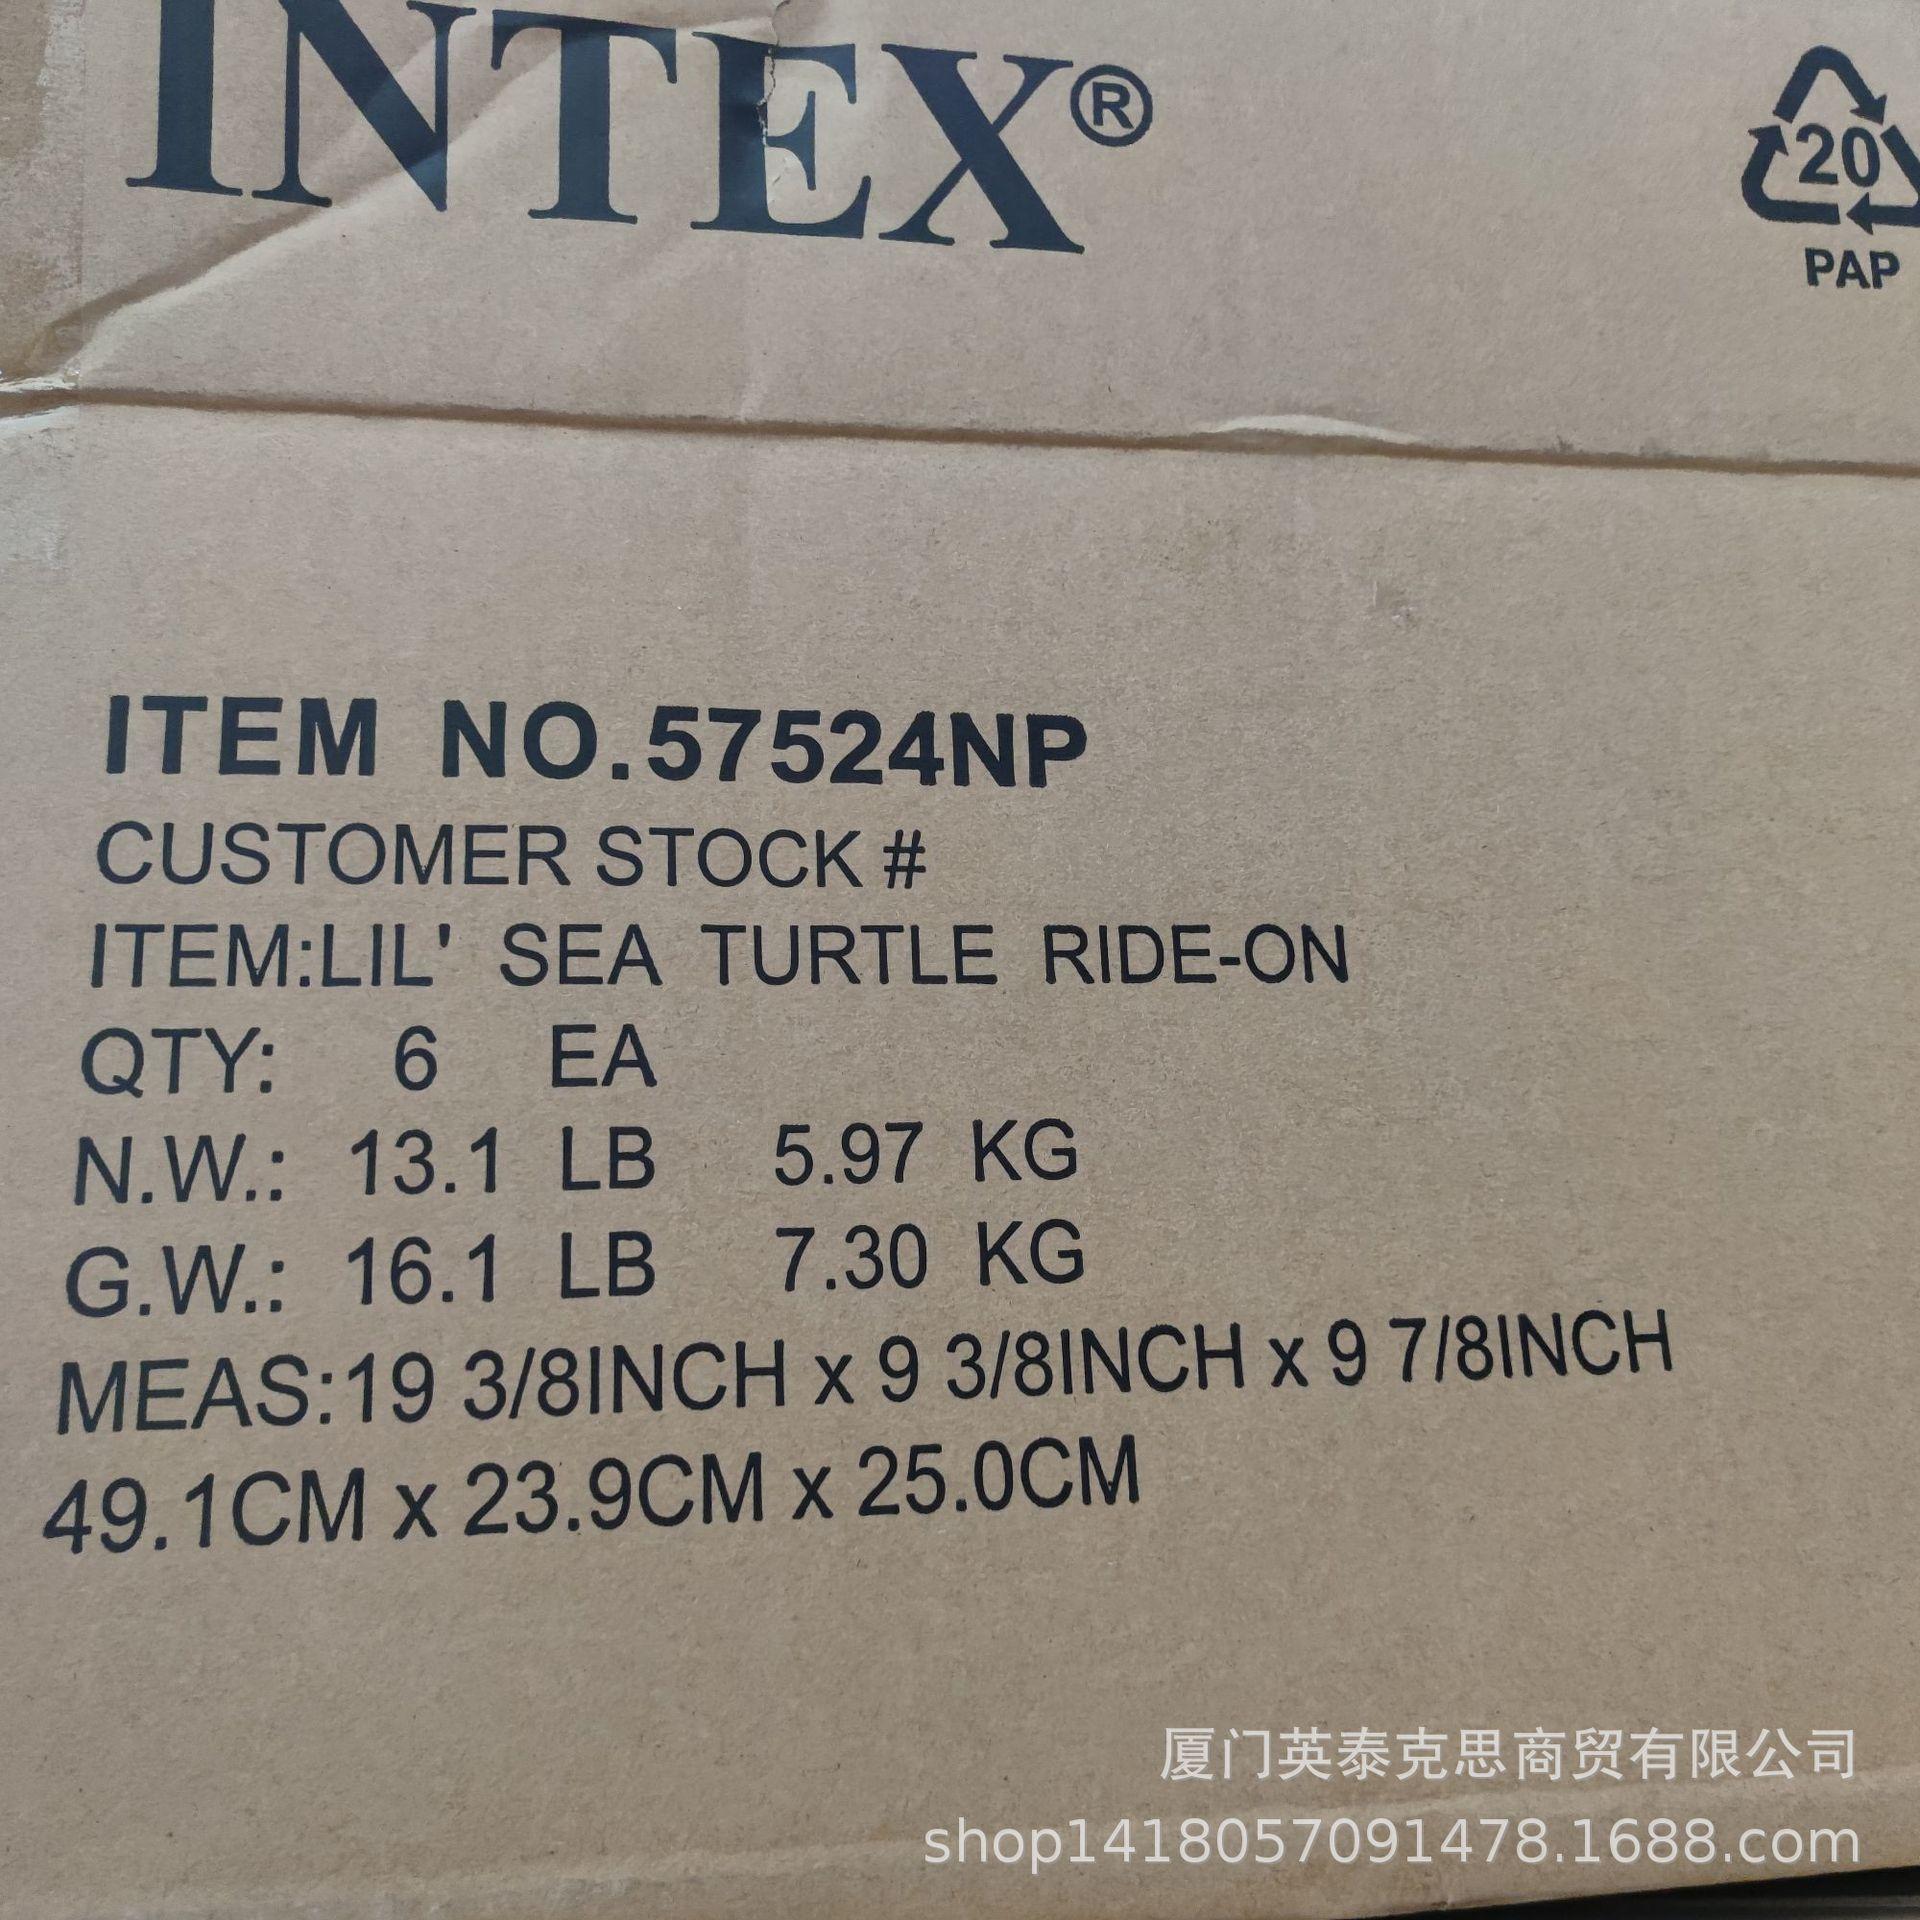 INTEX®
20
PAP
ITEM NO.57524NP
CUSTOMER STOCK #
ITEM:LIL' SEA TURTLE RIDE-ON
QTY: 6 EA
N.W.: 13.1 LB 5.97 KG
G.W.: 16.1 LB 7.30 KG
MEAS:19 3/8INCH x 9 3/8INCH x 9 7/8INCH
49.1CM x 23.9CM x 25.0CM
厦门英泰克思商贸有限公司
shop1418057091478.1688.com